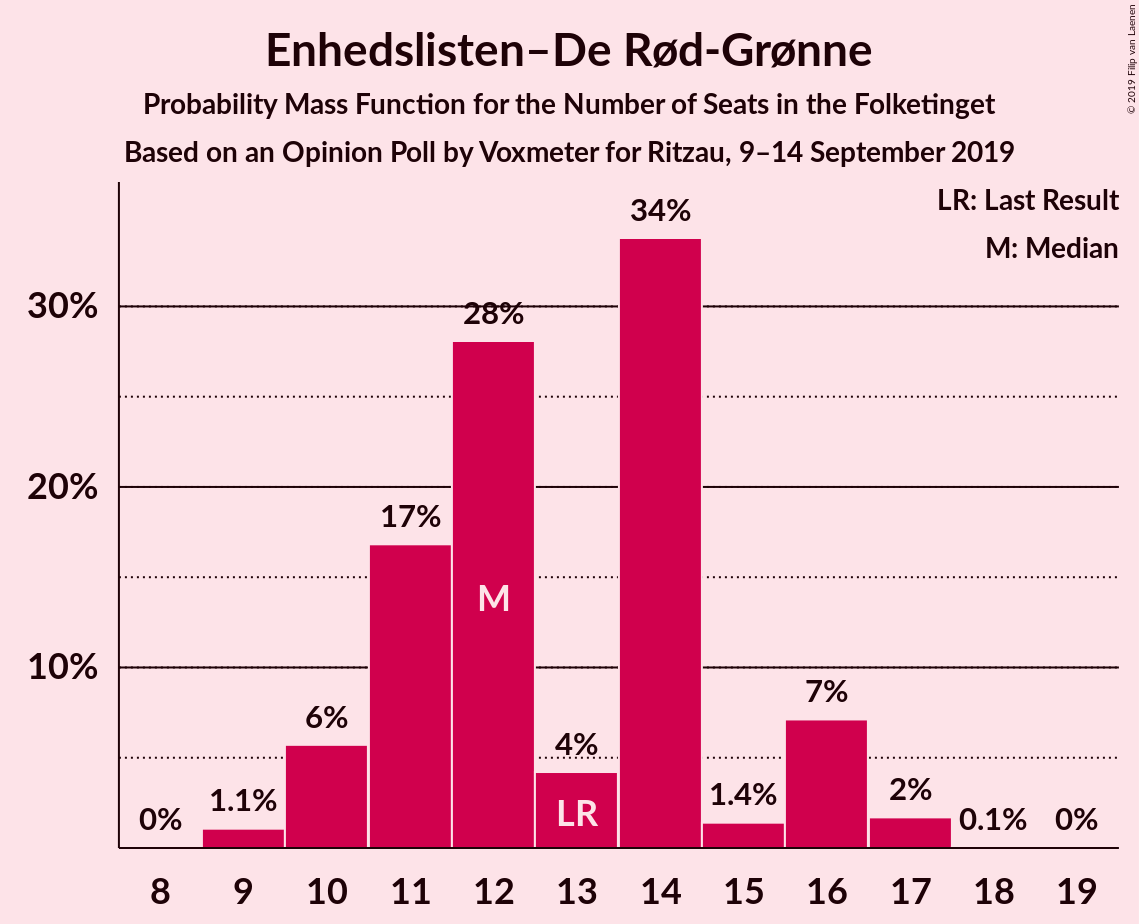 Enhedslisten–De Rød-Grønne
Probability Mass Function for the Number of Seats in the Folketinget
Based on an Opinion Poll by Voxmeter for Ritzau, 9–14 September 2019
© 2019 Filip van Laenen
LR: Last Result
M: Median
34%
30%
28%
20%
17%
M
10%
7%
6%
4%
2%
1.4%
1.1%
0%
0.1%
0%
LR
8 9 10 11 12 13 14 15 16 17 18 19